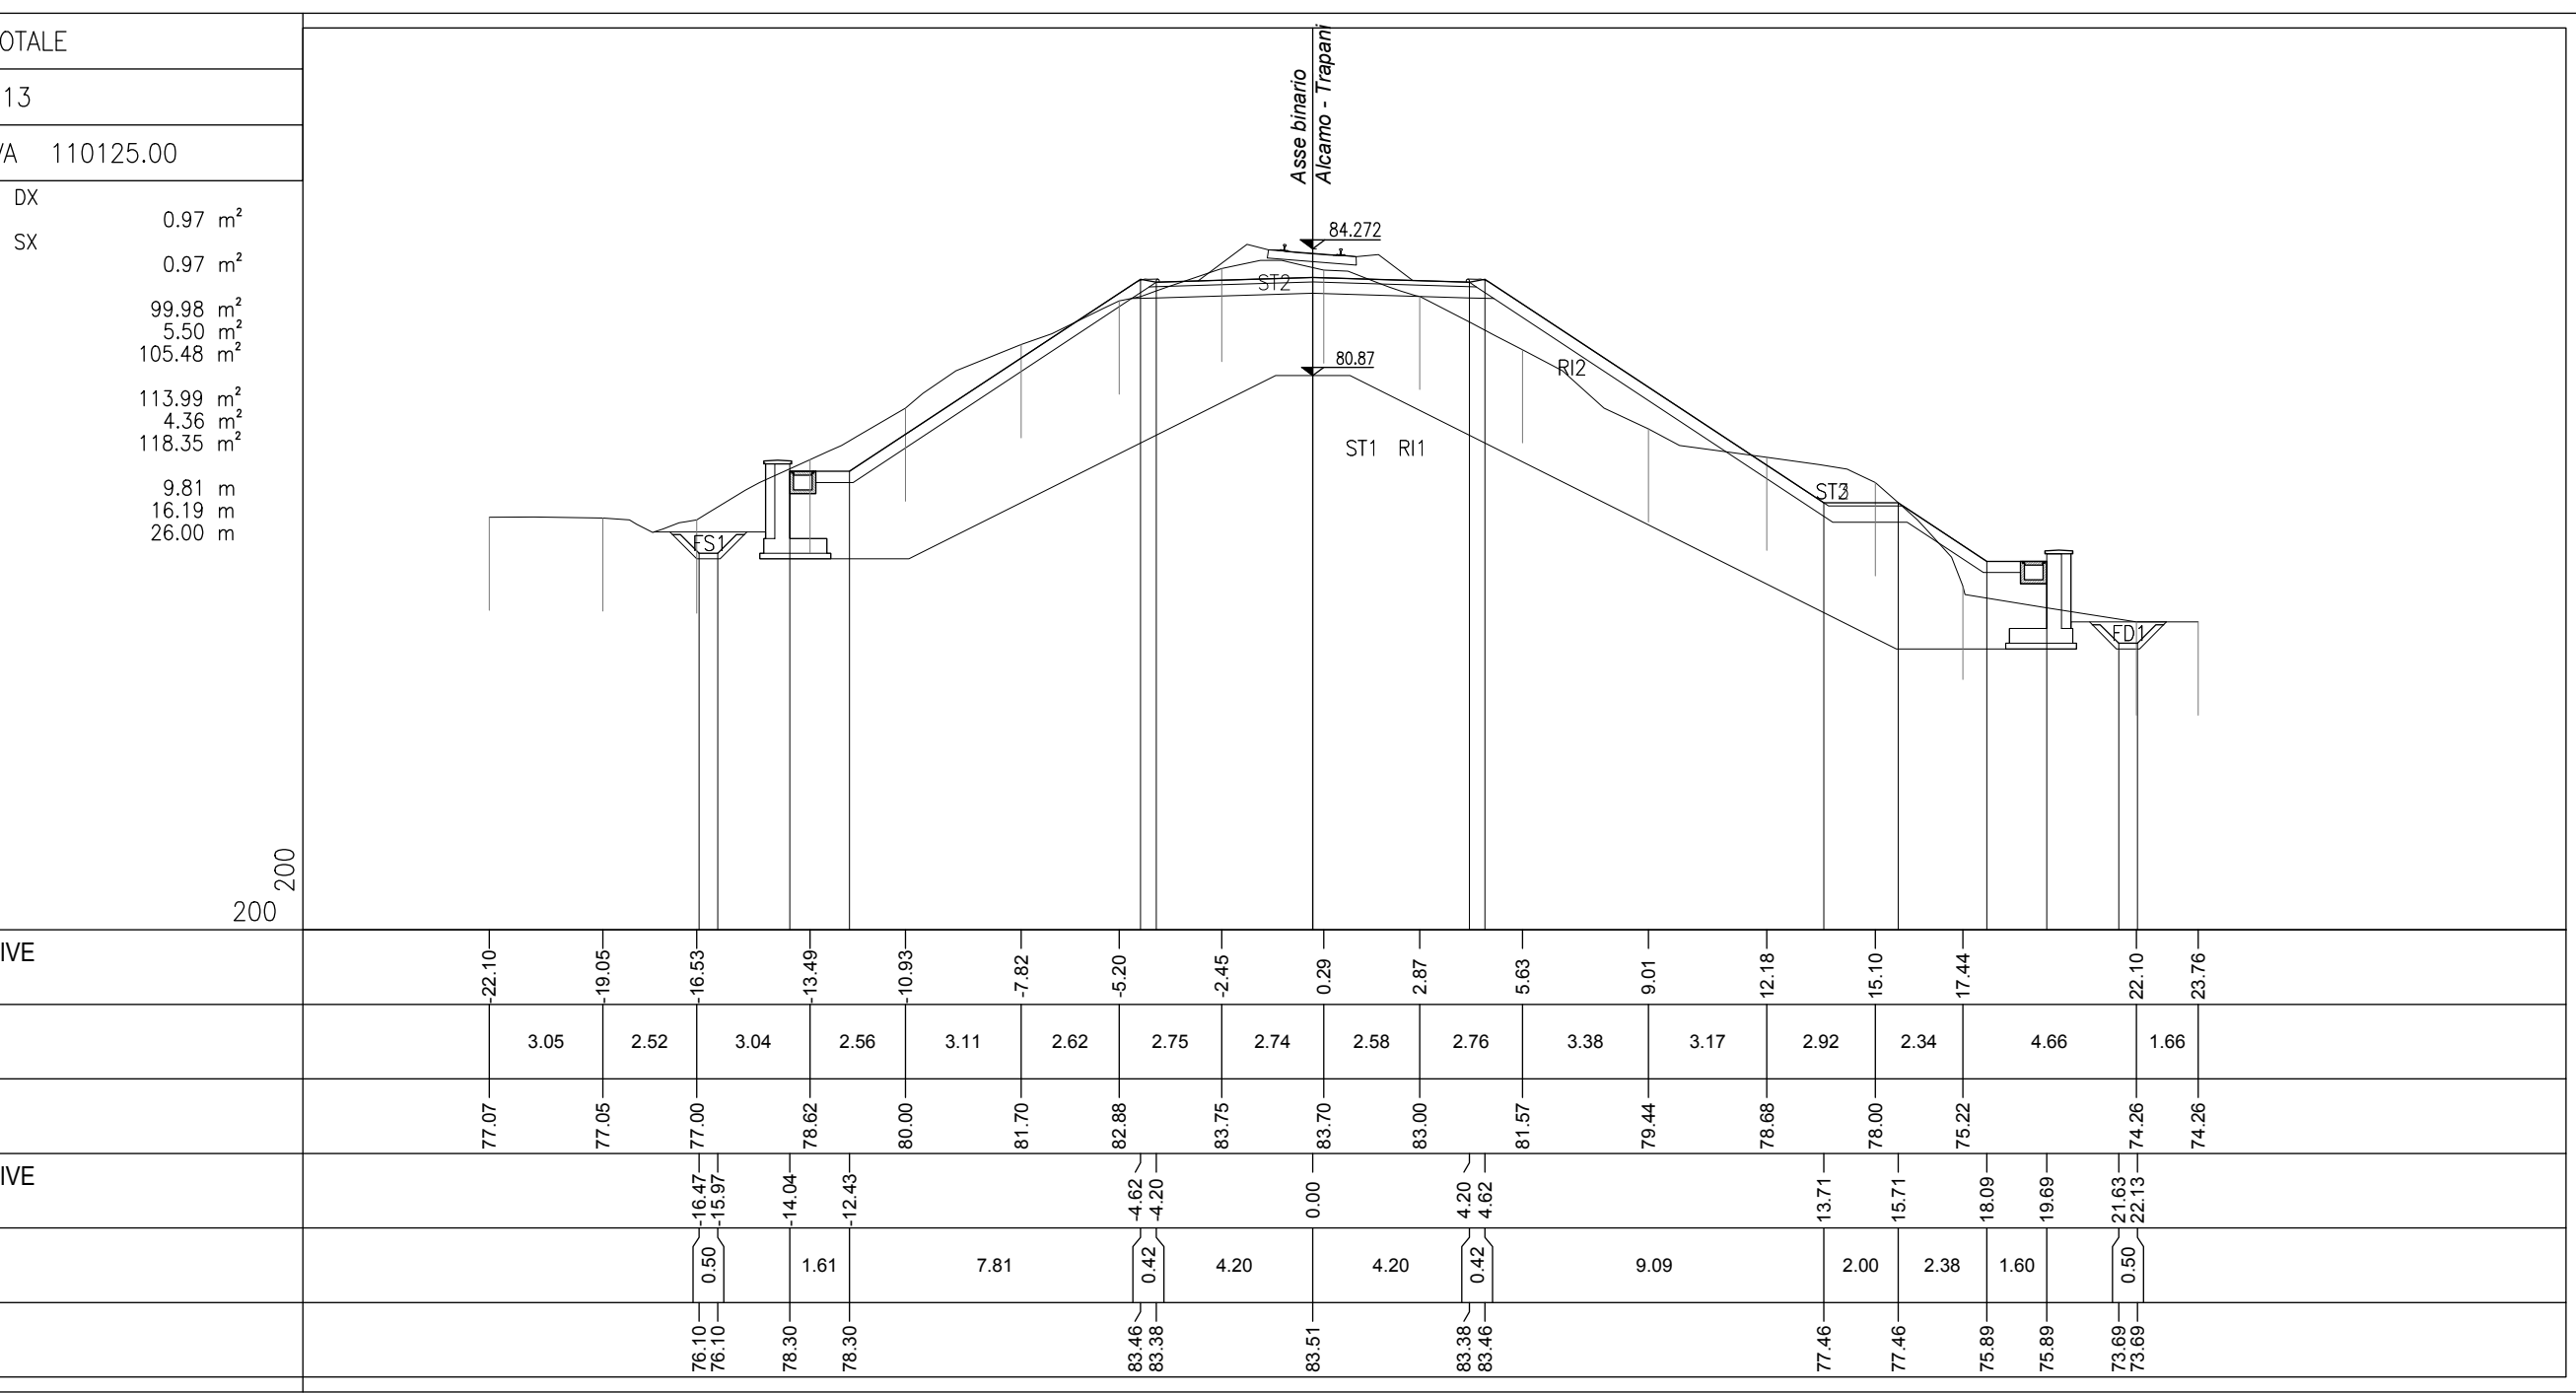 OTALE
13
VA 110125.00
DX
0.97 m²
SX
0.97 m²
99.98 m²
5.50 m²
105.48 m²
113.99 m²
4.36 m²
118.35 m²
9.81 m
16.19 m
26.00 m
200
200
Asse binario
Alcamo - Trapani
84.272
ST2
80.87
RI2
ST1 RI1
FS1
FD1
IVE
-22.10 -19.05 -16.53 -13.49 -10.93 -7.82 -5.20 -2.45 0.29 2.87 5.63 9.01 12.18 15.10 17.44 22.10 23.76
3.05 2.52 3.04 2.56 3.11 2.62 2.75 2.74 2.58 2.76 3.38 3.17 2.92 2.34 4.66 1.66
77.07 77.05 77.00 78.62 80.00 81.70 82.88 83.75 83.70 83.00 81.57 79.44 78.68 78.00 75.22 74.26 74.26
IVE
-16.47 -15.97 -14.04 -12.43 -4.62 -4.20 0.00 4.20 4.62 13.71 15.71 18.09 19.69 21.63 22.13
0.50 1.61 7.81 0.42 4.20 4.20 0.42 9.09 2.00 2.38 1.60 0.50
76.10 76.10 78.30 78.30 83.46 83.38 83.51 83.38 83.46 77.46 77.46 75.89 75.89 73.69 73.69